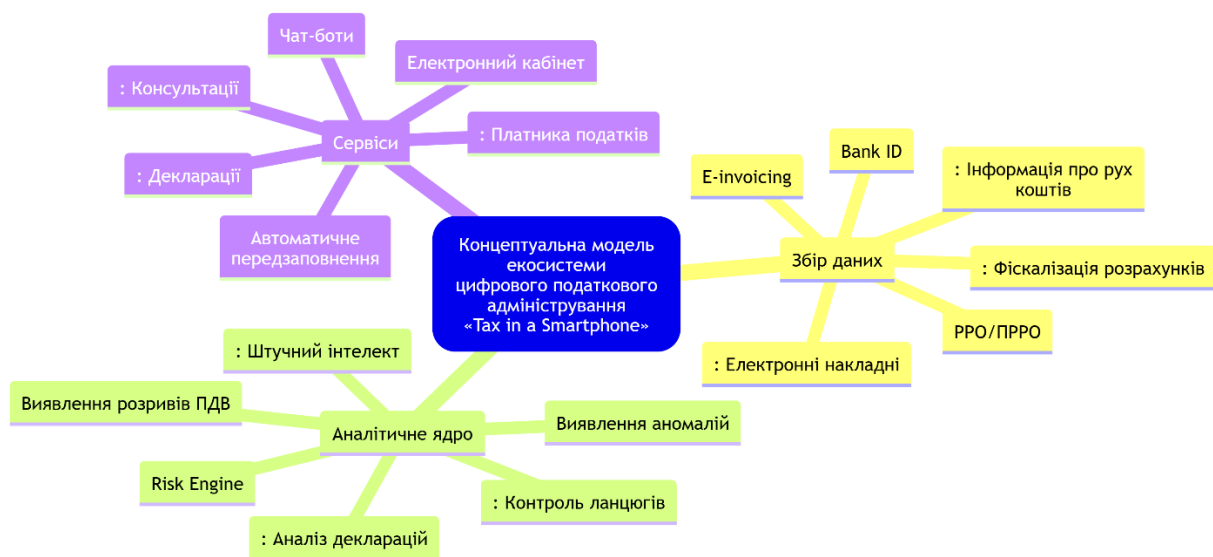 Чат-боти
Електронний кабінет
: Консультації
Сервіси
: Платника податків
: Декларації
Автоматичне
передзаповнення
Концептуальна модель
екосистеми
цифрового податкового
адміністрування
«Tax in a Smartphone»
Bank ID
E-invoicing
: Інформація про рух
коштів
Збір даних
: Фіскалізація розрахунків
РРО/ПРРО
: Електронні накладні
: Штучний інтелект
Виявлення розривів ПДВ
Виявлення аномалій
Аналітичне ядро
Risk Engine
: Контроль ланцюгів
: Аналіз декларацій